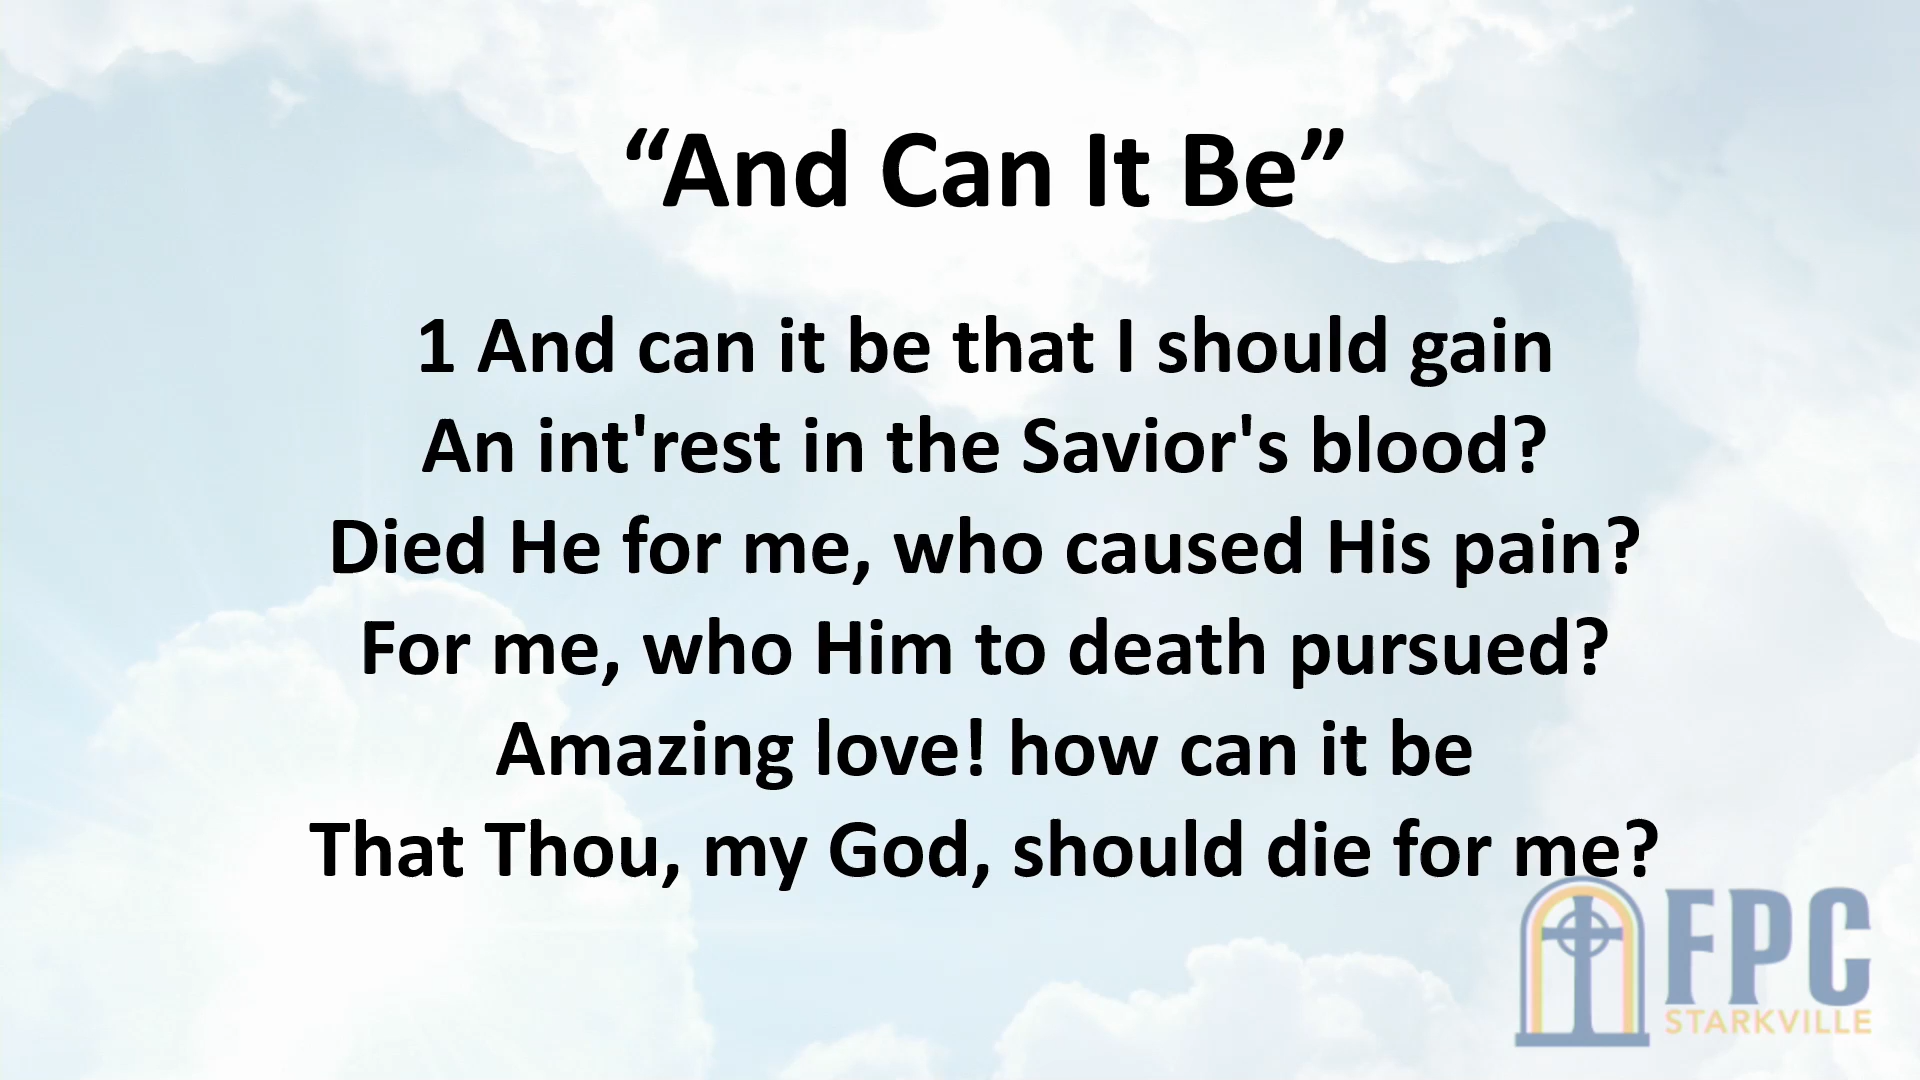 “And Can It Be”
1 And can it be that I should gain
An int'rest in the Savior's blood?
Died He for me, who caused His pain?
For me, who Him to death pursued?
Amazing love! how can it be
That Thou, my God, should die for me?
FPC
STARKVILLE